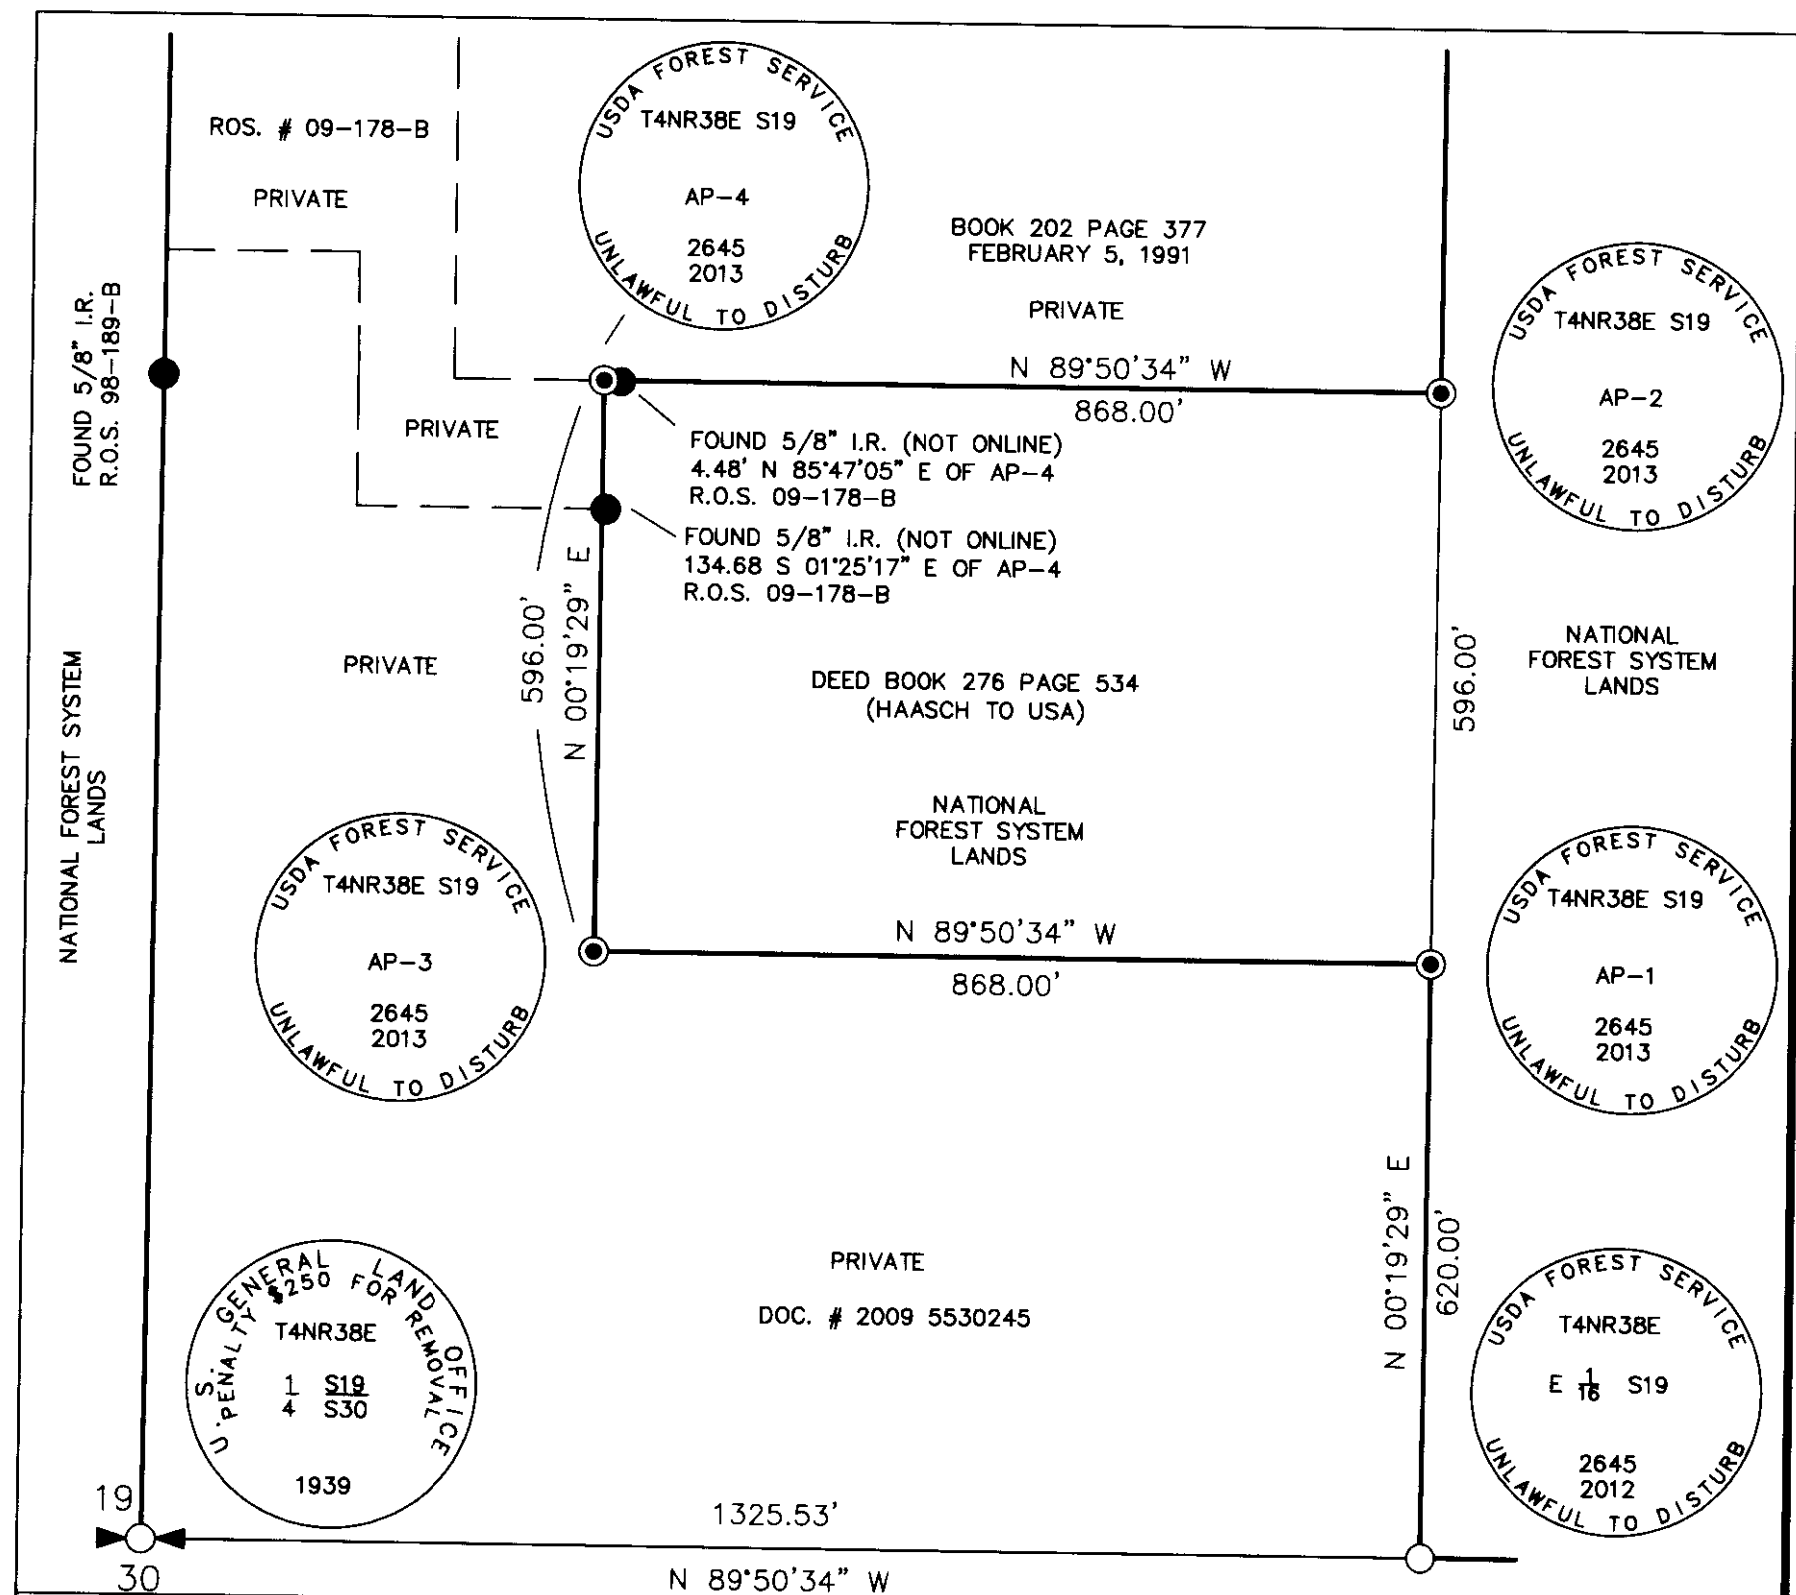 USDA FOREST SERVICE
T4NR38E S19
AP-4
2645
2013
UNLAWFUL TO DISTURB
ROS. # 09-178-B
PRIVATE
BOOK 202 PAGE 377
FEBRUARY 5, 1991
PRIVATE
N 89°50'34" W
868.00'
USDA FOREST SERVICE
T4NR38E S19
AP-2
2645
2013
UNLAWFUL TO DISTURB
FOUND 5/8" I.R.
R.O.S. 98-189-B
PRIVATE
FOUND 5/8" I.R. (NOT ONLINE)
4.48' N 85°47'05" E OF AP-4
R.O.S. 09-178-B
FOUND 5/8" I.R. (NOT ONLINE)
134.68 S 01°25'17" E OF AP-4
R.O.S. 09-178-B
596.00'
N 00°19'29" E
PRIVATE
DEED BOOK 276 PAGE 534
(HAASCH TO USA)
596.00'
NATIONAL
FOREST SYSTEM
LANDS
NATIONAL FOREST SYSTEM
LANDS
NATIONAL
FOREST SYSTEM
LANDS
N 89°50'34" W
868.00'
USDA FOREST SERVICE
T4NR38E S19
AP-3
2645
2013
UNLAWFUL TO DISTURB
USDA FOREST SERVICE
T4NR38E S19
AP-1
2645
2013
UNLAWFUL TO DISTURB
N 00°19'29" E
620.00'
PRIVATE
DOC. # 2009 5530245
U.S. GENERAL LAND OFFICE
PENALTY $250 FOR REMOVAL
T4NR38E
1 S19
4 S30
1939
USDA FOREST SERVICE
T4NR38E
E 1/16 S19
2645
2012
UNLAWFUL TO DISTURB
19
30
1325.53'
N 89°50'34" W